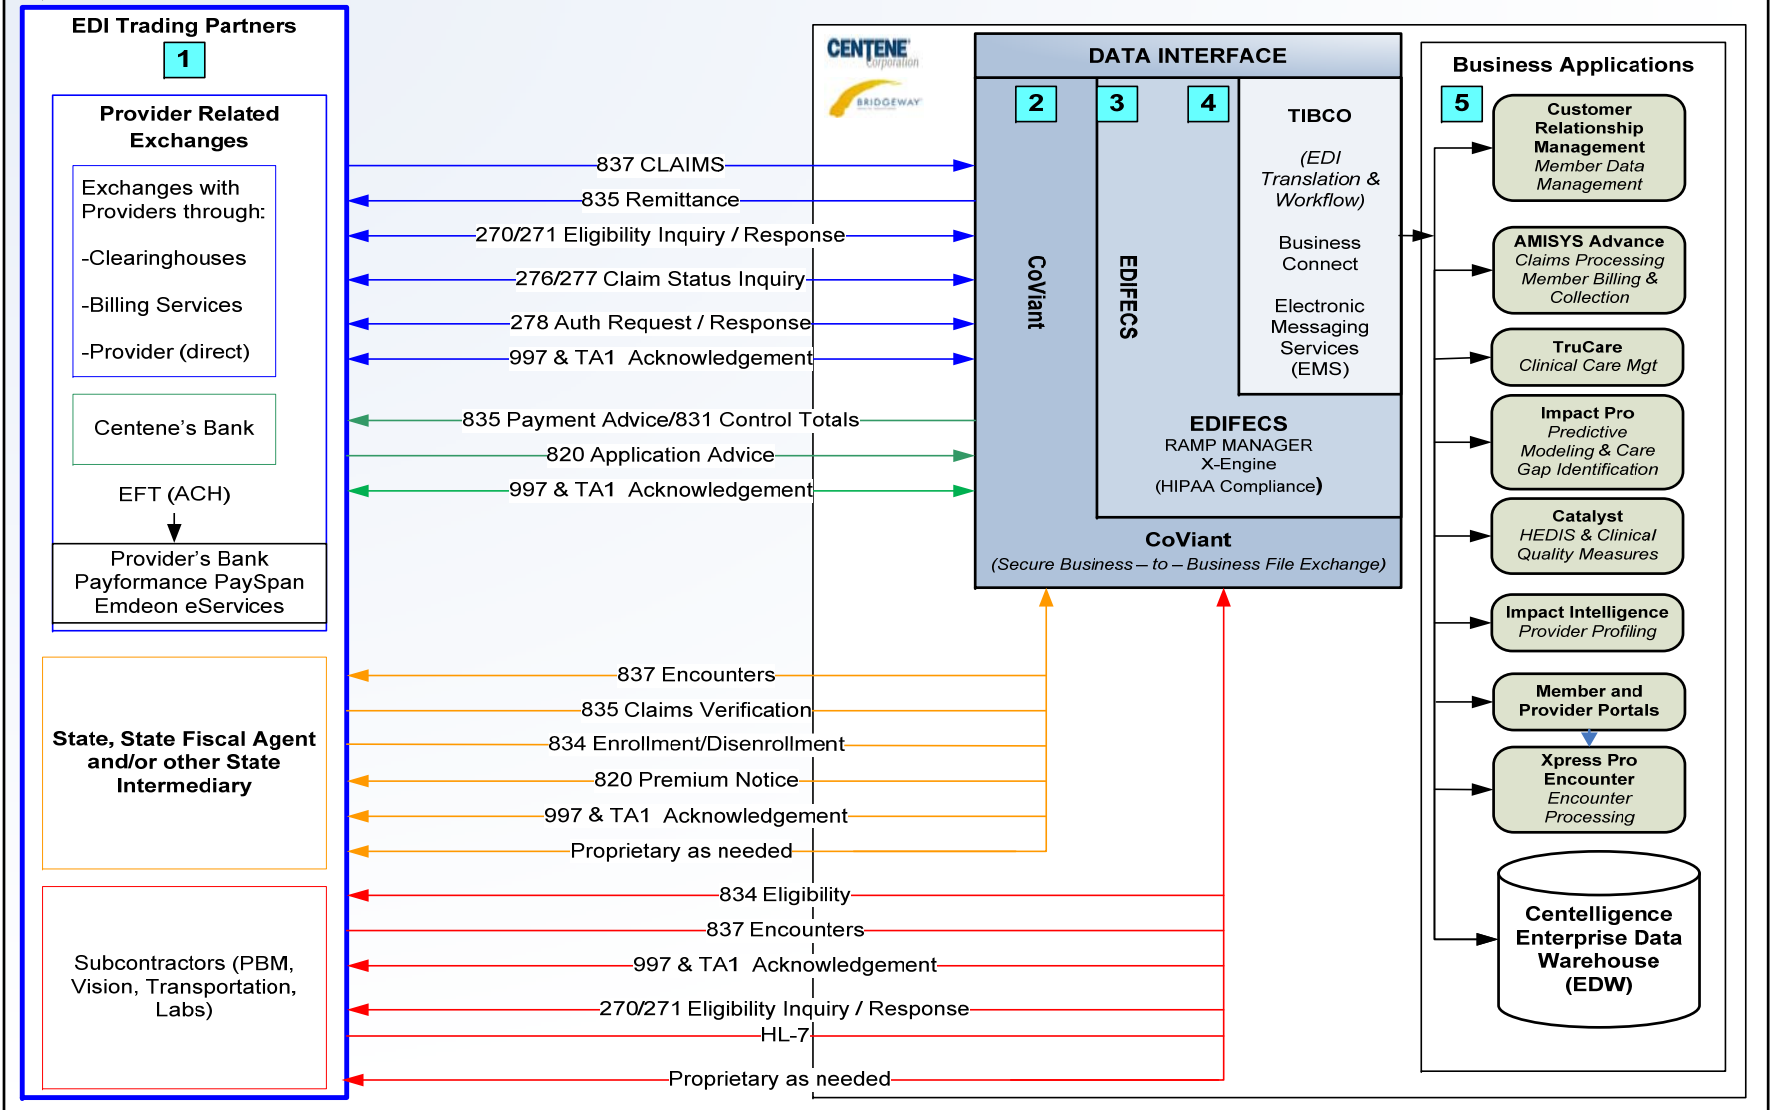 EDI Trading Partners
1
Provider Related
Exchanges
Exchanges with
Providers through:
-Clearinghouses
-Billing Services
-Provider (direct)
Centene's Bank
EFT (ACH)
Provider's Bank
Payformance PaySpan
Emdeon eServices
State, State Fiscal Agent
and/or other State
Intermediary
Subcontractors (PBM,
Vision, Transportation,
Labs)
837 CLAIMS
835 Remittance
270/271 Eligibility Inquiry / Response
276/277 Claim Status Inquiry
278 Auth Request / Response
997 & TA1 Acknowledgement
835 Payment Advice/831 Control Totals
820 Application Advice
997 & TA1 Acknowledgement
837 Encounters
835 Claims Verification
834 Enrollment/Disenrollment
820 Premium Notice
997 & TA1 Acknowledgement
Proprietary as needed
834 Eligibility
837 Encounters
997 & TA1 Acknowledgement
270/271 Eligibility Inquiry / Response
HL-7
Proprietary as needed
CENTENE
Corporation
BRIDGEWAY
DATA INTERFACE
2
3
4
CoViant
EDIFECS
TIBCO
(EDI
Translation &
Workflow)
Business
Connect
Electronic
Messaging
Services
(EMS)
EDIFECS
RAMP MANAGER
X-Engine
(HIPAA Compliance)
CoViant
(Secure Business – to – Business File Exchange)
Business Applications
5
Customer
Relationship
Management
Member Data
Management
AMISYS Advance
Claims Processing
Member Billing &
Collection
TruCare
Clinical Care Mgt
Impact Pro
Predictive
Modeling & Care
Gap Identification
Catalyst
HEDIS & Clinical
Quality Measures
Impact Intelligence
Provider Profiling
Member and
Provider Portals
Xpress Pro
Encounter
Encounter
Processing
Centelligence
Enterprise Data
Warehouse
(EDW)